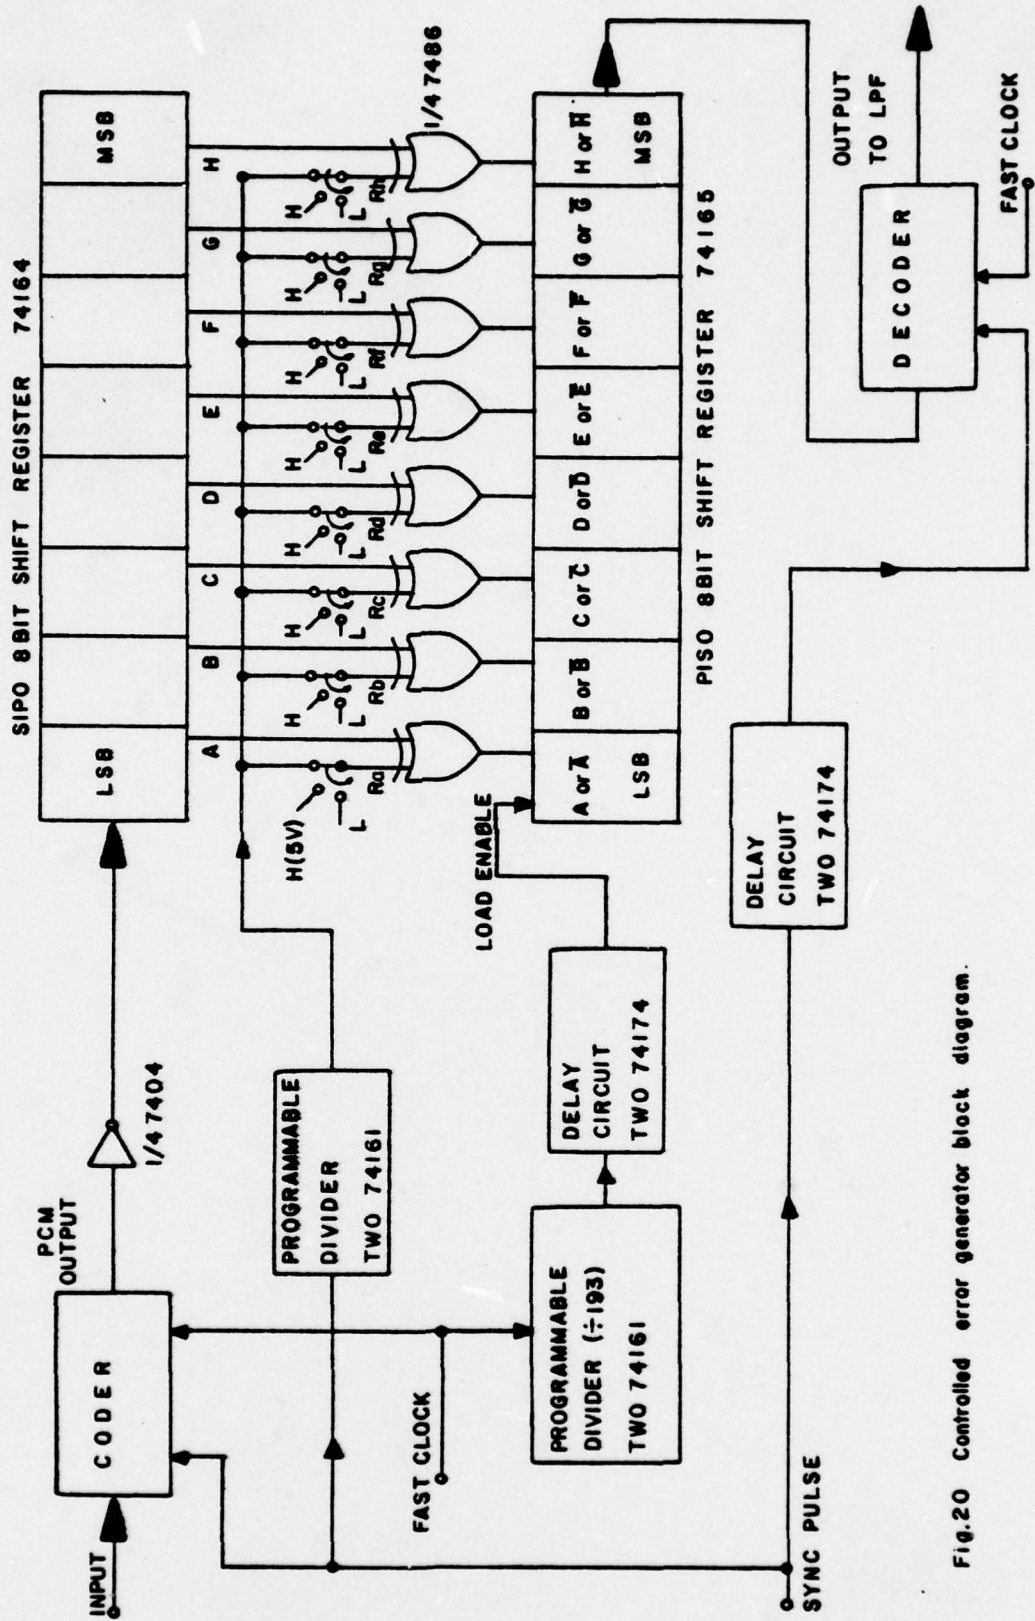 SIPO 8BIT SHIFT REGISTER 74164
LSB
MSB
PCM
OUTPUT
1/4 7404
INPUT
CODER
A
B
C
D
E
F
G
H
H(5V)
H
H
H
H
H
H
H
L
L
L
L
L
L
L
L
Ra
Rb
Rc
Rd
Re
Rf
Rg
Rh
1/4 7486
PROGRAMMABLE
DIVIDER
TWO 74161
FAST CLOCK
LOAD ENABLE
A or A̅
LSB
B or B̅
C or C̅
D or D̅
E or E̅
F or F̅
G or G̅
H or H̅
MSB
PISO 8BIT SHIFT REGISTER 74165
PROGRAMMABLE
DIVIDER (÷193)
TWO 74161
DELAY
CIRCUIT
TWO 74174
DELAY
CIRCUIT
TWO 74174
SYNC PULSE
OUTPUT
TO LPF
DECODER
FAST CLOCK
Fig.20 Controlled error generator block diagram.